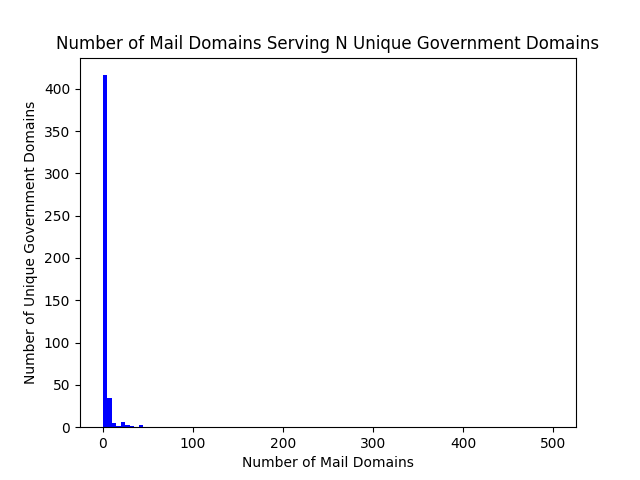 Number of Mail Domains Serving N Unique Government Domains
Number of Unique Government Domains
400
350
300
250
200
150
100
50
0
0 100 200 300 400 500
Number of Mail Domains